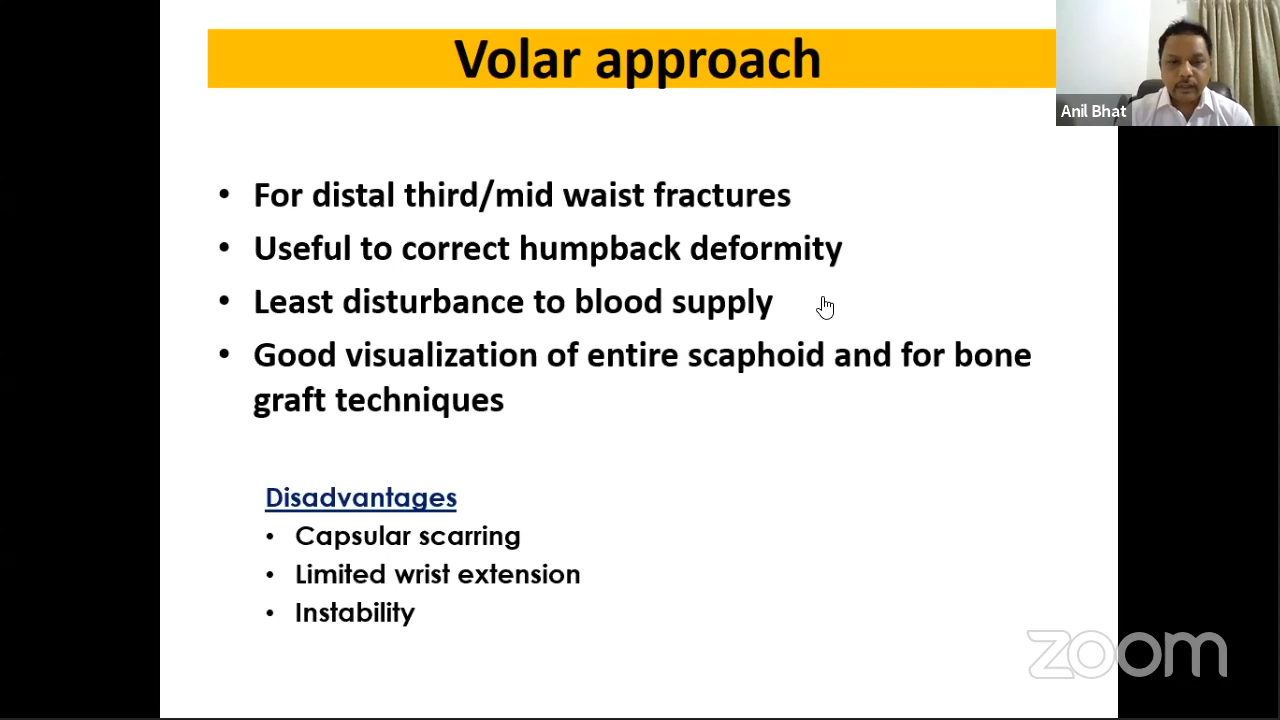 Volar approach
Anil Bhat
• For distal third/mid waist fractures
• Useful to correct humpback deformity
• Least disturbance to blood supply
• Good visualization of entire scaphoid and for bone
graft techniques
Disadvantages
• Capsular scarring
• Limited wrist extension
• Instability
zoom